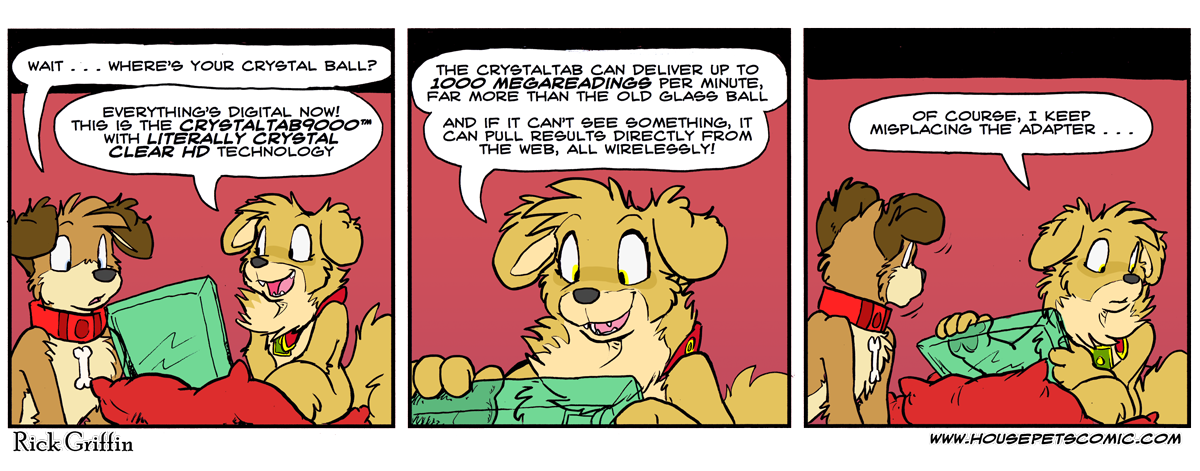 WAIT . . . WHERE'S YOUR CRYSTAL BALL?
EVERYTHING'S DIGITAL NOW!
THIS IS THE CRYSTALTAB9000™
WITH LITERALLY CRYSTAL
CLEAR HD TECHNOLOGY
THE CRYSTALTAB CAN DELIVER UP TO
1000 MEGAREADINGS PER MINUTE,
FAR MORE THAN THE OLD GLASS BALL
AND IF IT CAN'T SEE SOMETHING, IT
CAN PULL RESULTS DIRECTLY FROM
THE WEB, ALL WIRELESSLY!
OF COURSE, I KEEP
MISPLACING THE ADAPTER . . .
Rick Griffin
WWW.HOUSEPETSCOMIC.COM